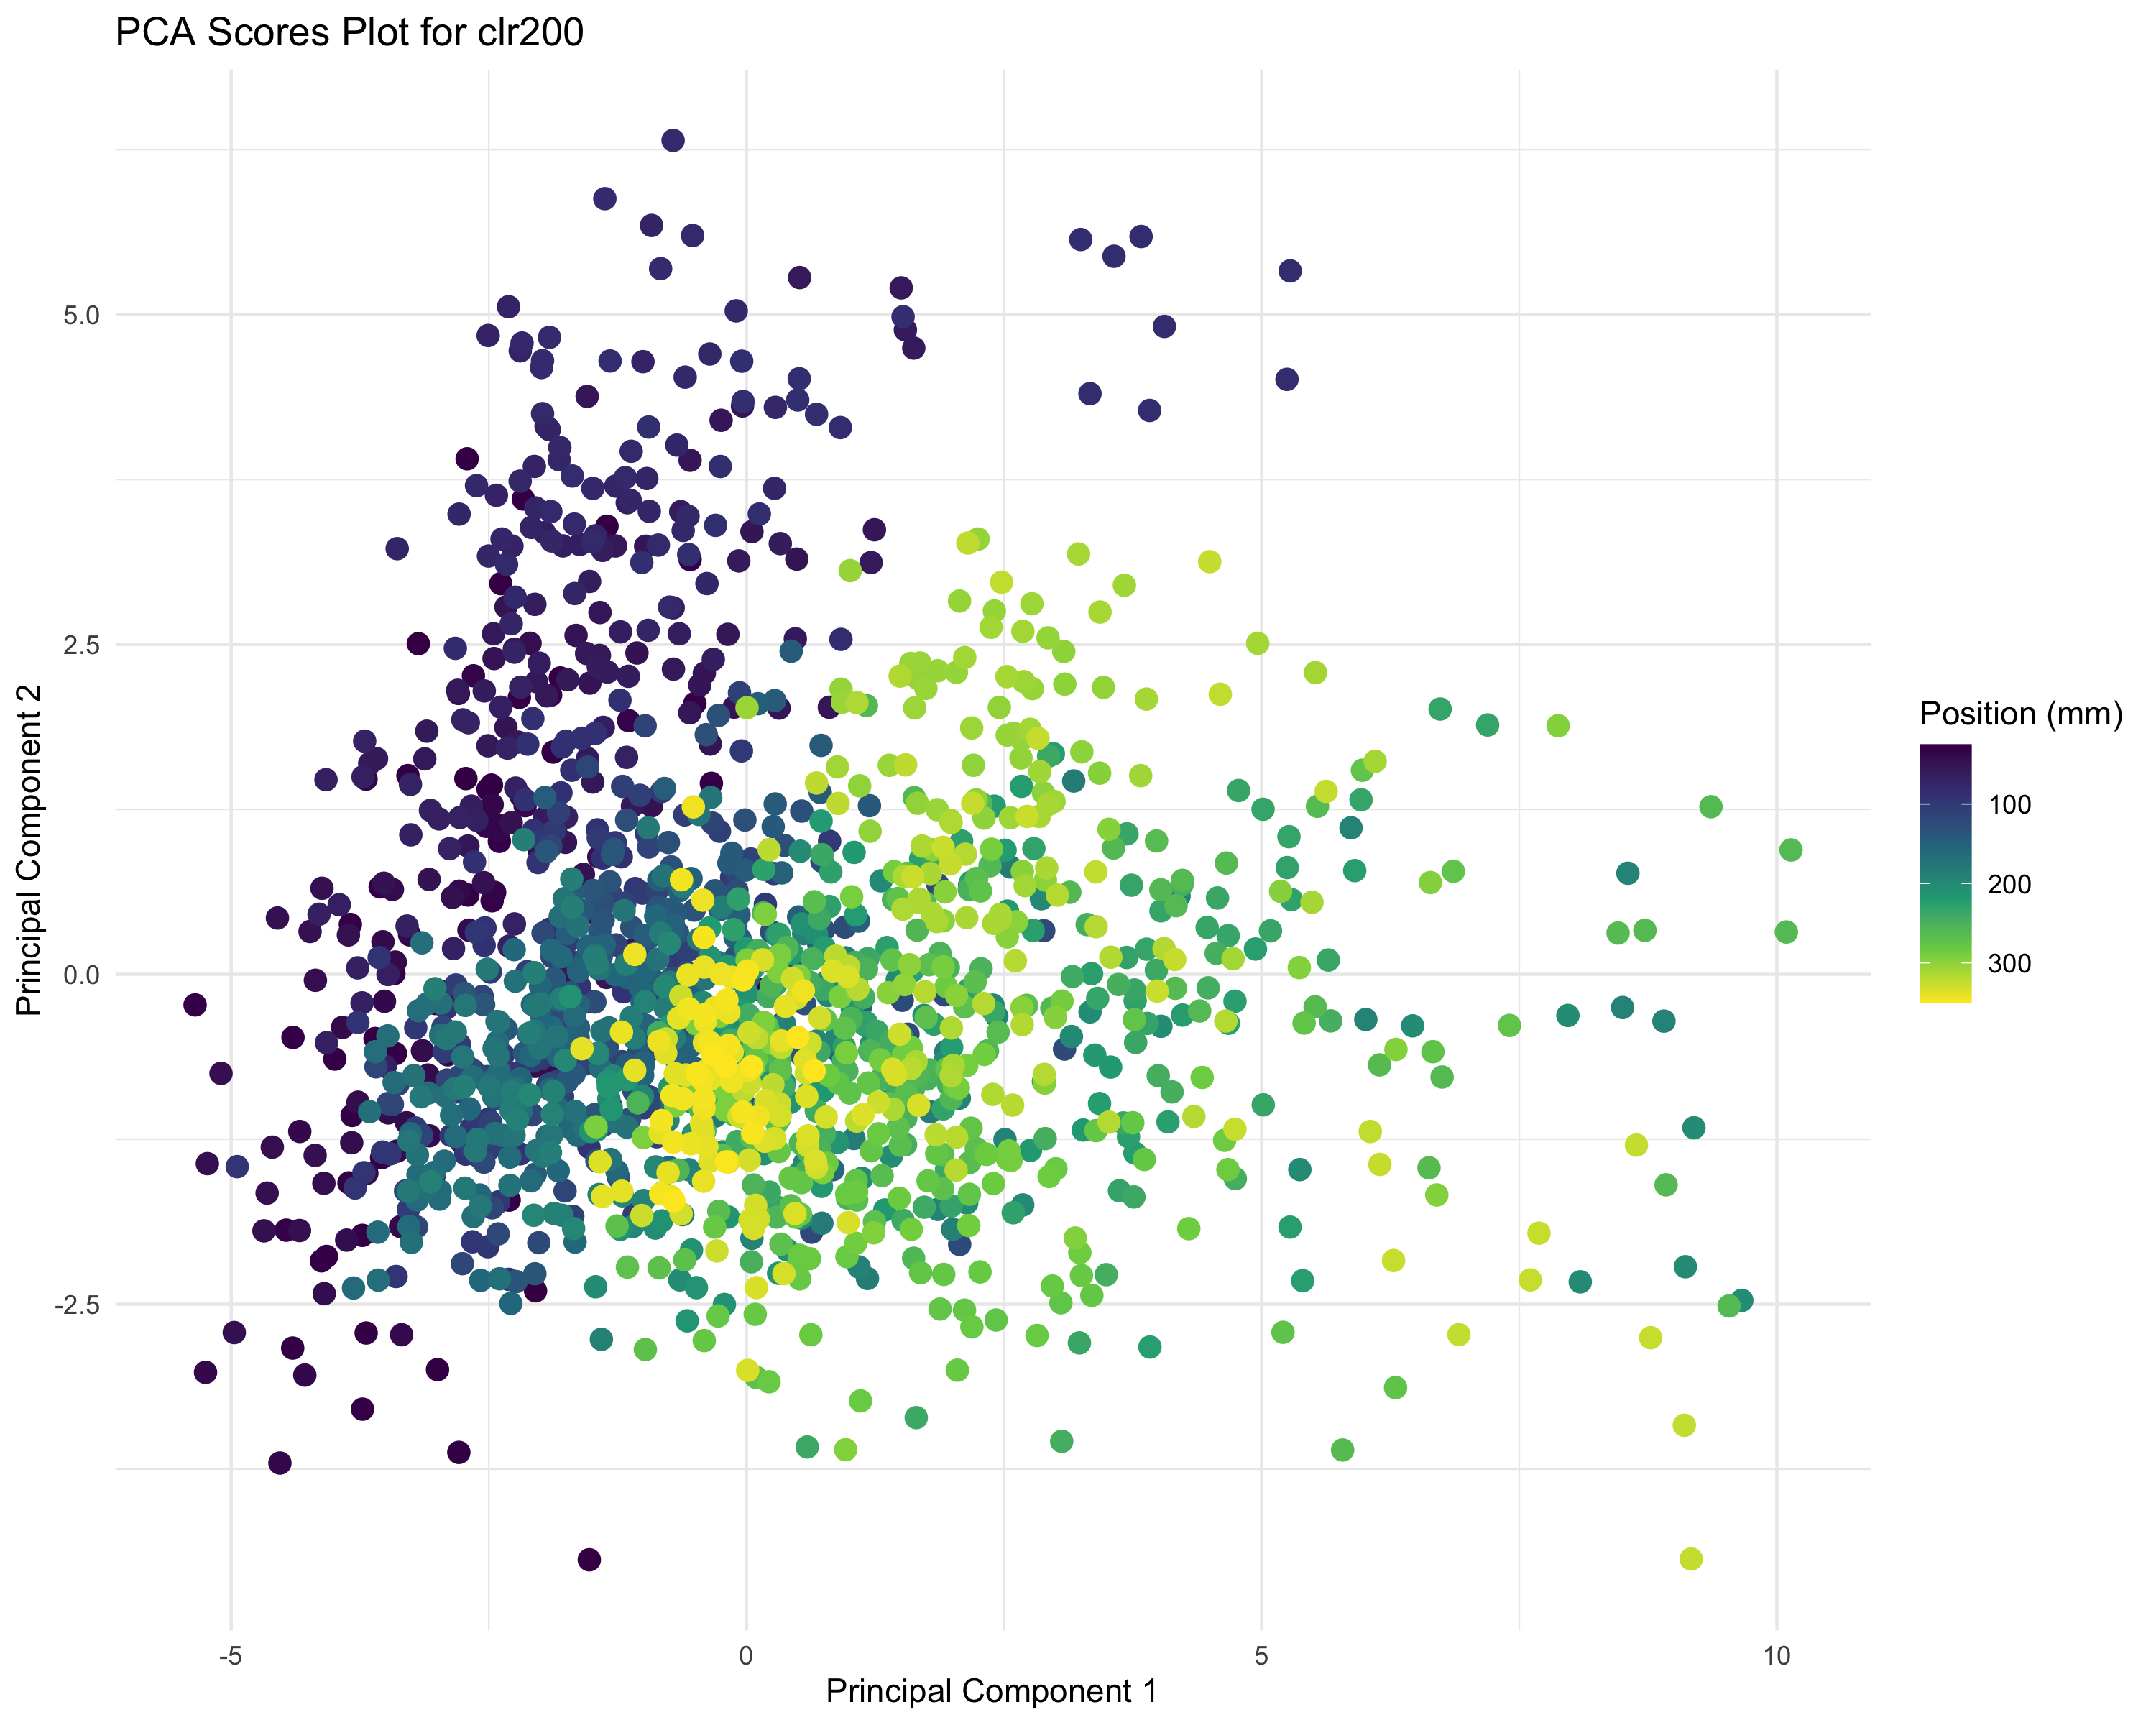 PCA Scores Plot for clr200
Principal Component 2
5.0
2.5
0.0
-2.5
-5
0
5
10
Principal Component 1
Position (mm)
100
200
300